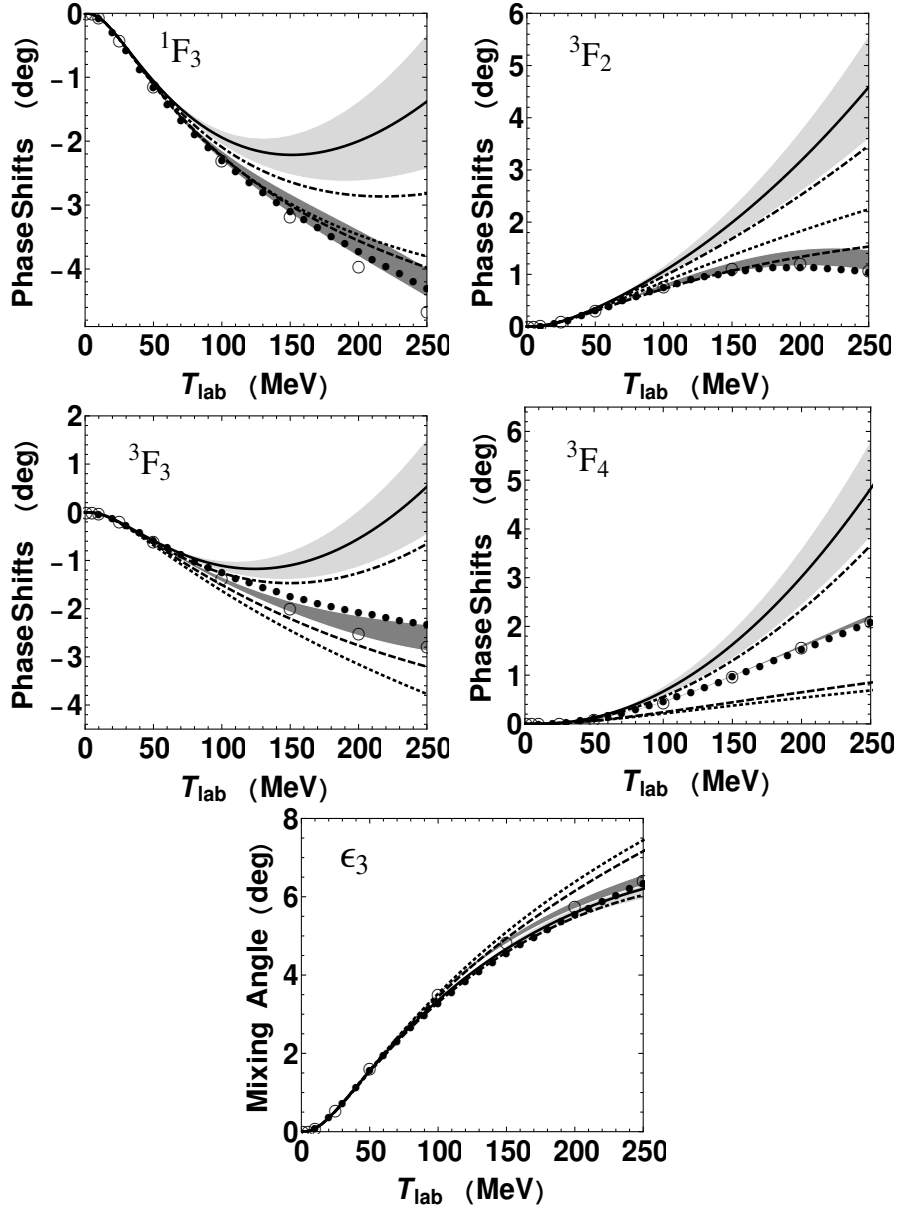 ¹F₃
Phase Shifts (deg)
0
−1
−2
−3
−4
0 50 100 150 200 250
T_lab (MeV)
³F₂
Phase Shifts (deg)
6
5
4
3
2
1
0
0 50 100 150 200 250
T_lab (MeV)
³F₃
Phase Shifts (deg)
2
1
0
−1
−2
−3
−4
0 50 100 150 200 250
T_lab (MeV)
³F₄
Phase Shifts (deg)
6
5
4
3
2
1
0
0 50 100 150 200 250
T_lab (MeV)
ϵ₃
Mixing Angle (deg)
8
6
4
2
0
0 50 100 150 200 250
T_lab (MeV)